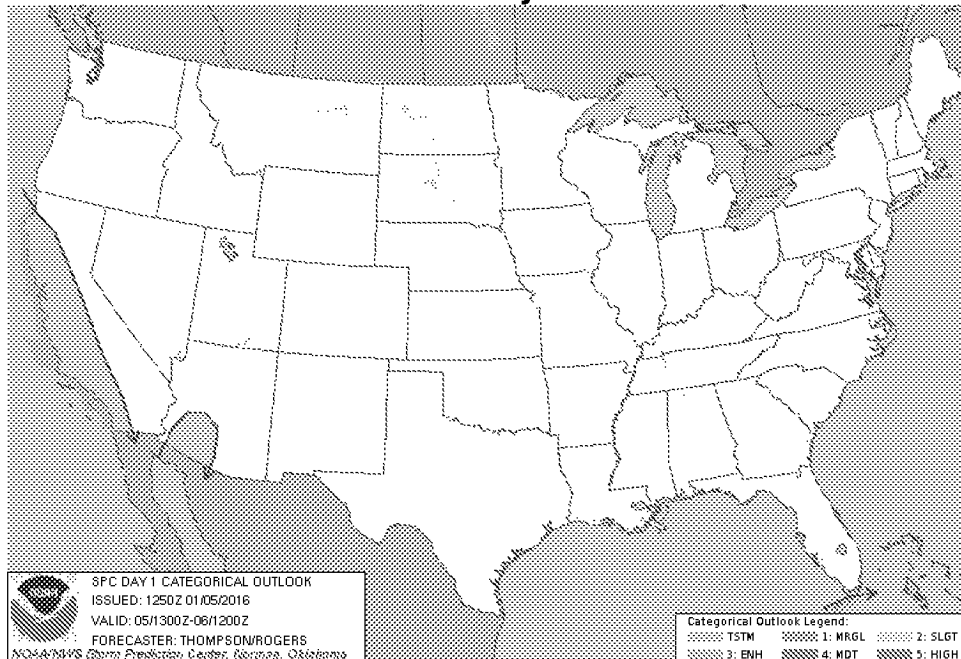 SPC DAY 1 CATEGORICAL OUTLOOK
ISSUED: 1250Z 01/05/2016
VALID: 05/1300Z-06/1200Z
FORECASTER: THOMPSON/ROGERS
NOAA/NWS Storm Prediction Center, Norman, Oklahoma
Categorical Outlook Legend:
TSTM 1: MRGL 2: SLGT
3: ENH 4: MDT 5: HIGH